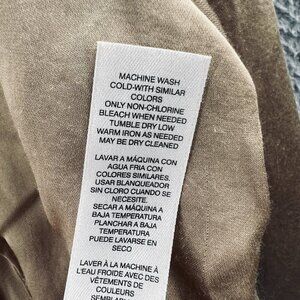 MACHINE WASH
COLD-WITH SIMILAR
COLORS
ONLY NON-CHLORINE
BLEACH WHEN NEEDED
TUMBLE DRY LOW
WARM IRON AS NEEDED
MAY BE DRY CLEANED
LAVAR A MÁQUINA CON
AGUA FRIA CON
COLORES SIMILARES.
USAR BLANQUEADOR
SIN CLORO CUANDO SE
NECESITE.
SECAR A MÁQUINA A
BAJA TEMPERATURA
PLANCHAR A BAJA
TEMPERATURA
PUEDE LAVARSE EN
SECO
LAVER À LA MACHINE À
L'EAU FROIDE AVEC DES
VÊTEMENTS DE
COULEURS